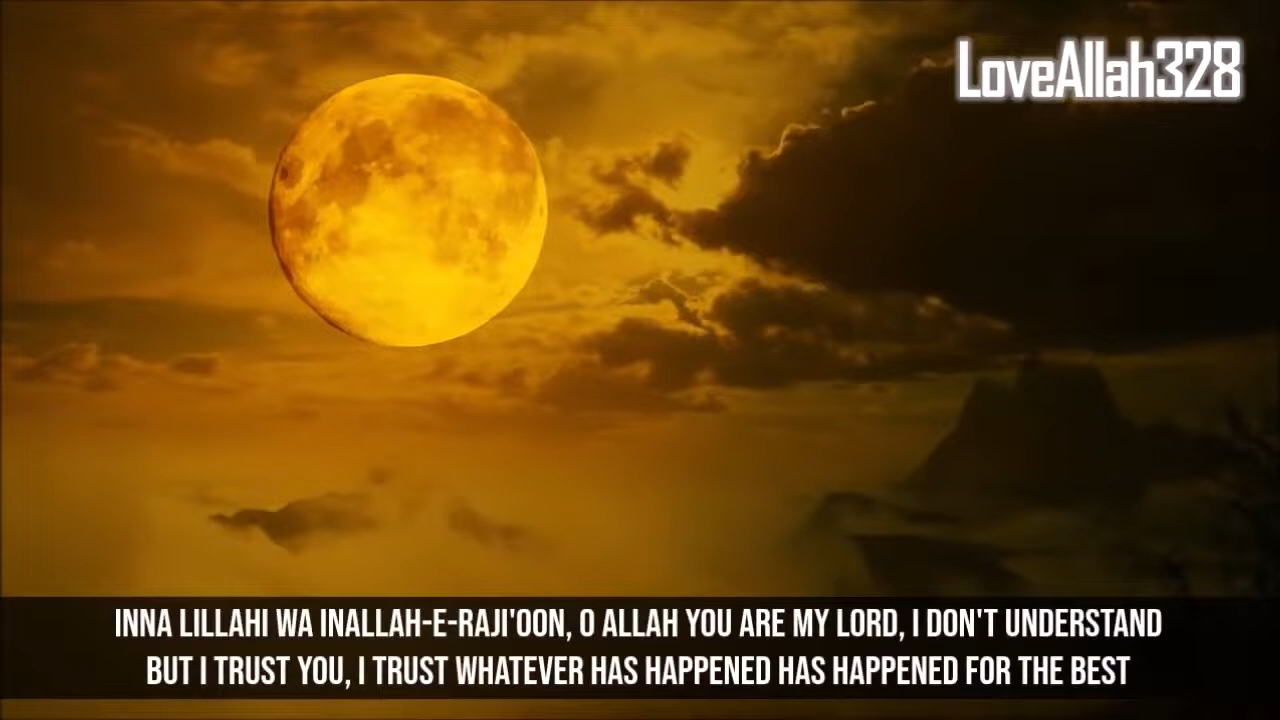 LoveAllah328
INNA LILLAHI WA INALLAH-E-RAJI'OON, O ALLAH YOU ARE MY LORD, I DON'T UNDERSTAND
BUT I TRUST YOU, I TRUST WHATEVER HAS HAPPENED HAS HAPPENED FOR THE BEST